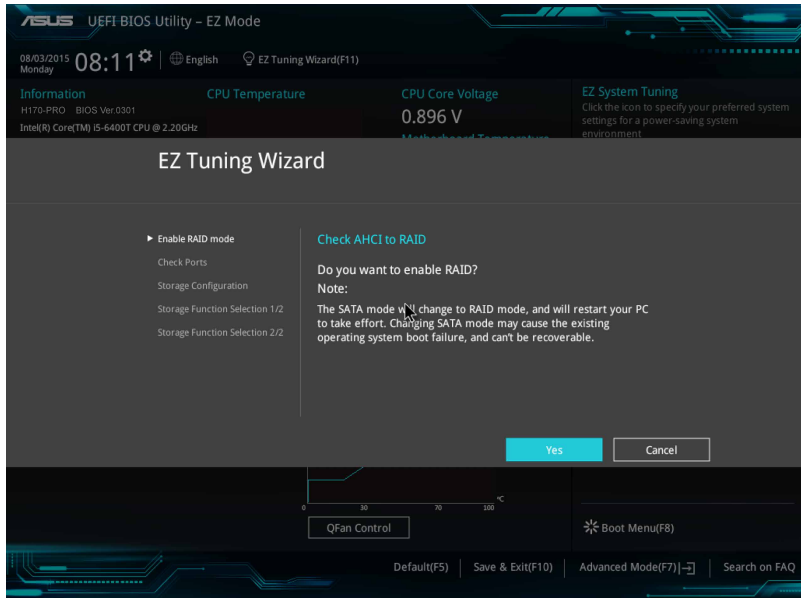 ASUS UEFI BIOS Utility – EZ Mode
08/03/2015
Monday
08:11
English
EZ Tuning Wizard(F11)
Information
H170-PRO BIOS Ver.0301
Intel(R) Core(TM) i5-6400T CPU @ 2.20GHz
CPU Temperature
CPU Core Voltage
0.896 V
Motherboard Temperature
EZ System Tuning
Click the icon to specify your preferred system
settings for a power-saving system
environment
EZ Tuning Wizard
Enable RAID mode
Check Ports
Storage Configuration
Storage Function Selection 1/2
Storage Function Selection 2/2
Check AHCI to RAID
Do you want to enable RAID?
Note:
The SATA mode will change to RAID mode, and will restart your PC
to take effort. Changing SATA mode may cause the existing
operating system boot failure, and can't be recoverable.
Yes
Cancel
0 30 70 100 °C
QFan Control
Boot Menu(F8)
Default(F5)
Save & Exit(F10)
Advanced Mode(F7)
Search on FAQ